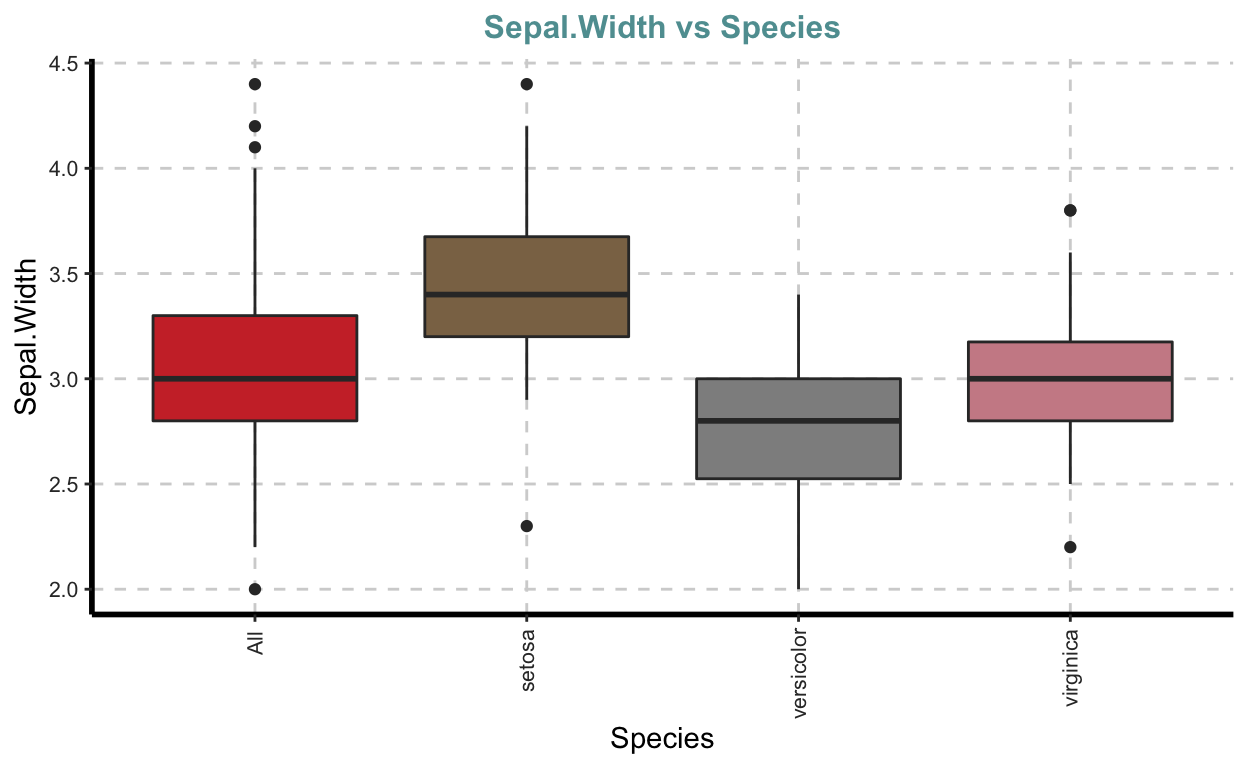 Sepal.Width vs Species
Sepal.Width
4.5
4.0
3.5
3.0
2.5
2.0
All
setosa
versicolor
virginica
Species